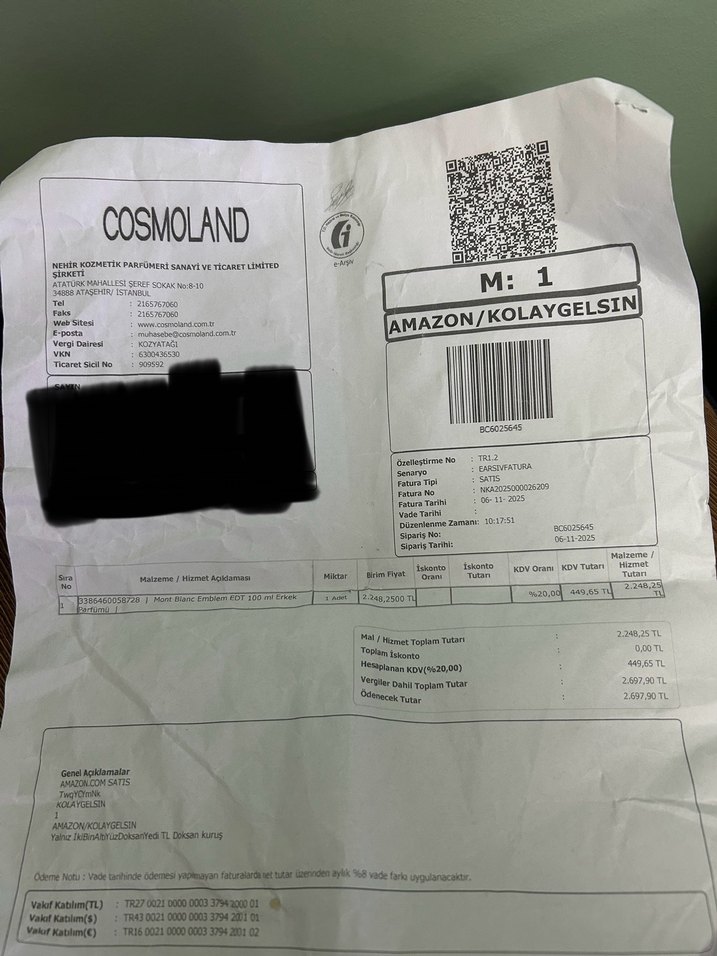 COSMOLAND
NEHIR KOZMETİK PARFÜMERİ SANAYİ VE TİCARET LIMITED
ŞİRKETİ
ATATÜRK MAHALLESİ ŞEREF SOKAK No:8-10
34888 ATAŞEHİR/ İSTANBUL
Tel : 2165767060
Faks : 2165767060
Web Sitesi : www.cosmoland.com.tr
E-posta : muhasebe@cosmoland.com.tr
Vergi Dairesi : KOZYATAĞI
VKN : 6300436530
Ticaret Sicil No : 909592
SAYIN
e-Arşiv
M: 1
AMAZON/KOLAYGELSIN
BC6025645
Özelleştirme No : TR1.2
Senaryo : EARSIVFATURA
Fatura Tipi : SATIS
Fatura No : NKA2025000026209
Fatura Tarihi : 06- 11- 2025
Vade Tarihi :
Düzenlenme Zamanı: 10:17:51
Sipariş No: BC6025645
Sipariş Tarihi: 06-11-2025
Sıra No Malzeme / Hizmet Açıklaması Miktar Birim Fiyat İskonto Oranı İskonto Tutarı KDV Oranı KDV Tutarı Malzeme / Hizmet Tutarı
1 3386460058728 | Mont Blanc Emblem EDT 100 ml Erkek Parfümü | 1 Adet 2.248,2500 TL %20,00 449,65 TL 2.248,25 TL
Mal / Hizmet Toplam Tutarı : 2.248,25 TL
Toplam İskonto : 0,00 TL
Hesaplanan KDV(%20,00) : 449,65 TL
Vergiler Dahil Toplam Tutar : 2.697,90 TL
Ödenecek Tutar : 2.697,90 TL
Genel Açıklamalar
AMAZON.COM SATIS
TwgYCfmNk
KOLAYGELSIN
1
AMAZON/KOLAYGELSIN
Yalnız İkiBinAltıYüzDoksanYedi TL Doksan kuruş
Ödeme Notu : Vade tarihinde ödemesi yapılmayan faturalarda net tutar üzerinden aylık %8 vade farkı uygulanacaktır.
Vakıf Katılım(TL) : TR27 0021 0000 0003 3794 2000 01
Vakıf Katılım($) : TR43 0021 0000 0003 3794 2001 01
Vakıf Katılım(€) : TR16 0021 0000 0003 3794 2001 02